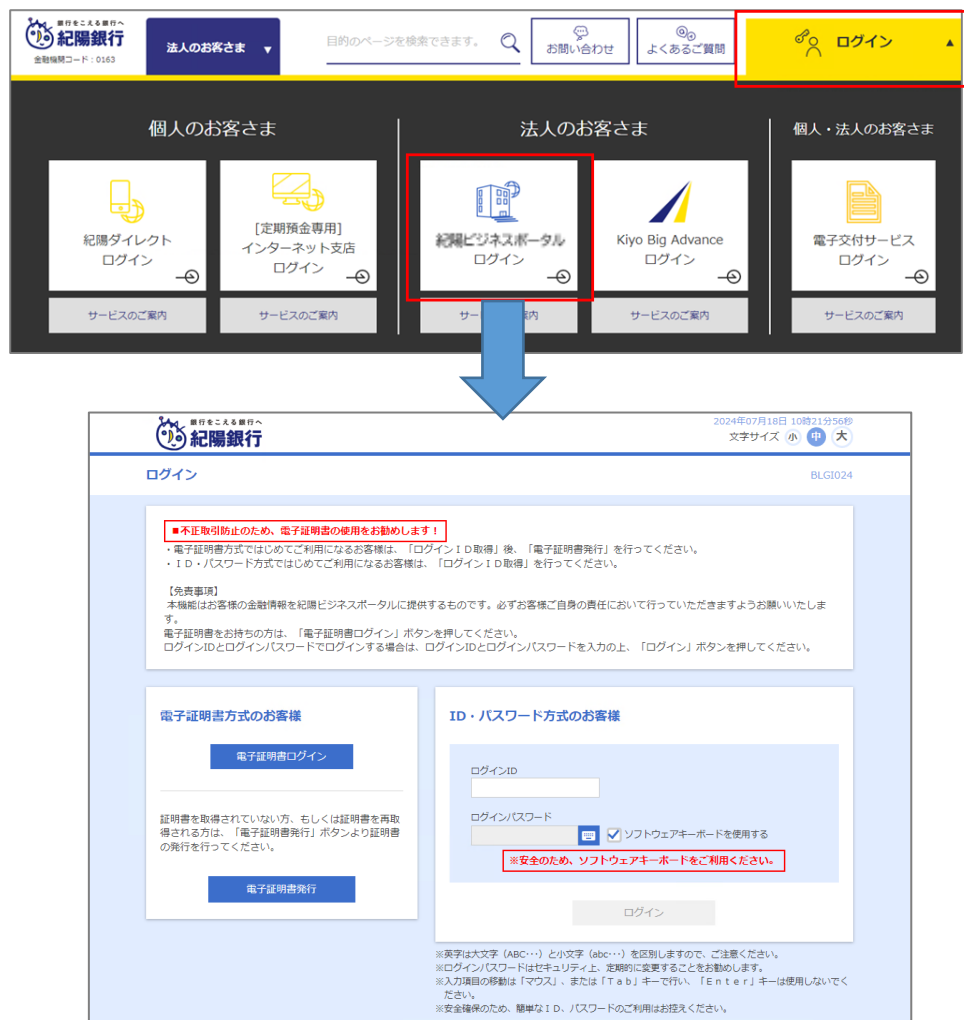 銀行をこえる銀行へ
紀陽銀行
金融機関コード：0163
法人のお客さま ▼
目的のページを検索できます。
お問い合わせ
よくあるご質問
ログイン ▲
個人のお客さま
法人のお客さま
個人・法人のお客さま
紀陽ダイレクト
ログイン
[定期預金専用]
インターネット支店
ログイン
紀陽ビジネスポータル
ログイン
Kiyo Big Advance
ログイン
電子交付サービス
ログイン
サービスのご案内
サービスのご案内
サー
内
サービスのご案内
サービスのご案内
銀行をこえる銀行へ
紀陽銀行
2024年07月18日 10時21分56秒
文字サイズ 小 中 大
ログイン
BLGI024
■不正取引防止のため、電子証明書の使用をお勧めします！
・電子証明書方式ではじめてご利用になるお客様は、「ログインＩＤ取得」後、「電子証明書発行」を行ってください。
・ＩＤ・パスワード方式ではじめてご利用になるお客様は、「ログインＩＤ取得」を行ってください。
【免責事項】
本機能はお客様の金融情報を紀陽ビジネスポータルに提供するものです。必ずお客様ご自身の責任において行っていただきますようお願いいたしま
す。
電子証明書をお持ちの方は、「電子証明書ログイン」ボタンを押してください。
ログインIDとログインパスワードでログインする場合は、ログインIDとログインパスワードを入力の上、「ログイン」ボタンを押してください。
電子証明書方式のお客様
電子証明書ログイン
証明書を取得されていない方、もしくは証明書を再取
得される方は、「電子証明書発行」ボタンより証明書
の発行を行ってください。
電子証明書発行
ID・パスワード方式のお客様
ログインID
ログインパスワード
ソフトウェアキーボードを使用する
※安全のため、ソフトウェアキーボードをご利用ください。
ログイン
※英字は大文字（ABC･･･）と小文字（abc･･･）を区別しますので、ご注意ください。
※ログインパスワードはセキュリティ上、定期的に変更することをお勧めします。
※入力項目の移動は「マウス」、または「Ｔａｂ」キーで行い、「Ｅｎｔｅｒ」キーは使用しないでく
ださい。
※安全確保のため、簡単なＩＤ、パスワードのご利用はお控えください。